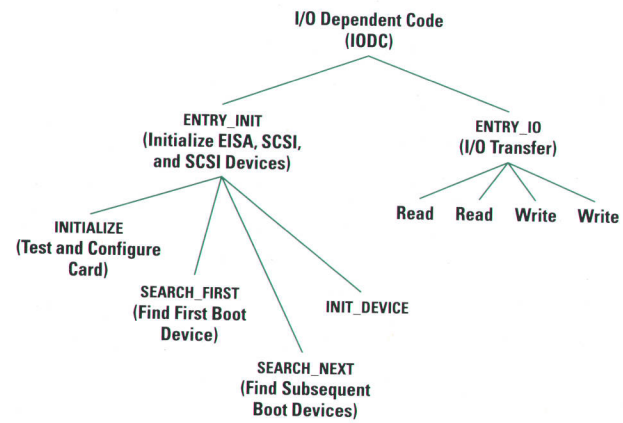 I/O Dependent Code
(IODC)
ENTRY_INIT
(Initialize EISA, SCSI,
and SCSI Devices)
ENTRY_IO
(I/O Transfer)
Read Read Write Write
INITIALIZE
(Test and Configure
Card)
SEARCH_FIRST
(Find First Boot
Device)
INIT_DEVICE
SEARCH_NEXT
(Find Subsequent
Boot Devices)